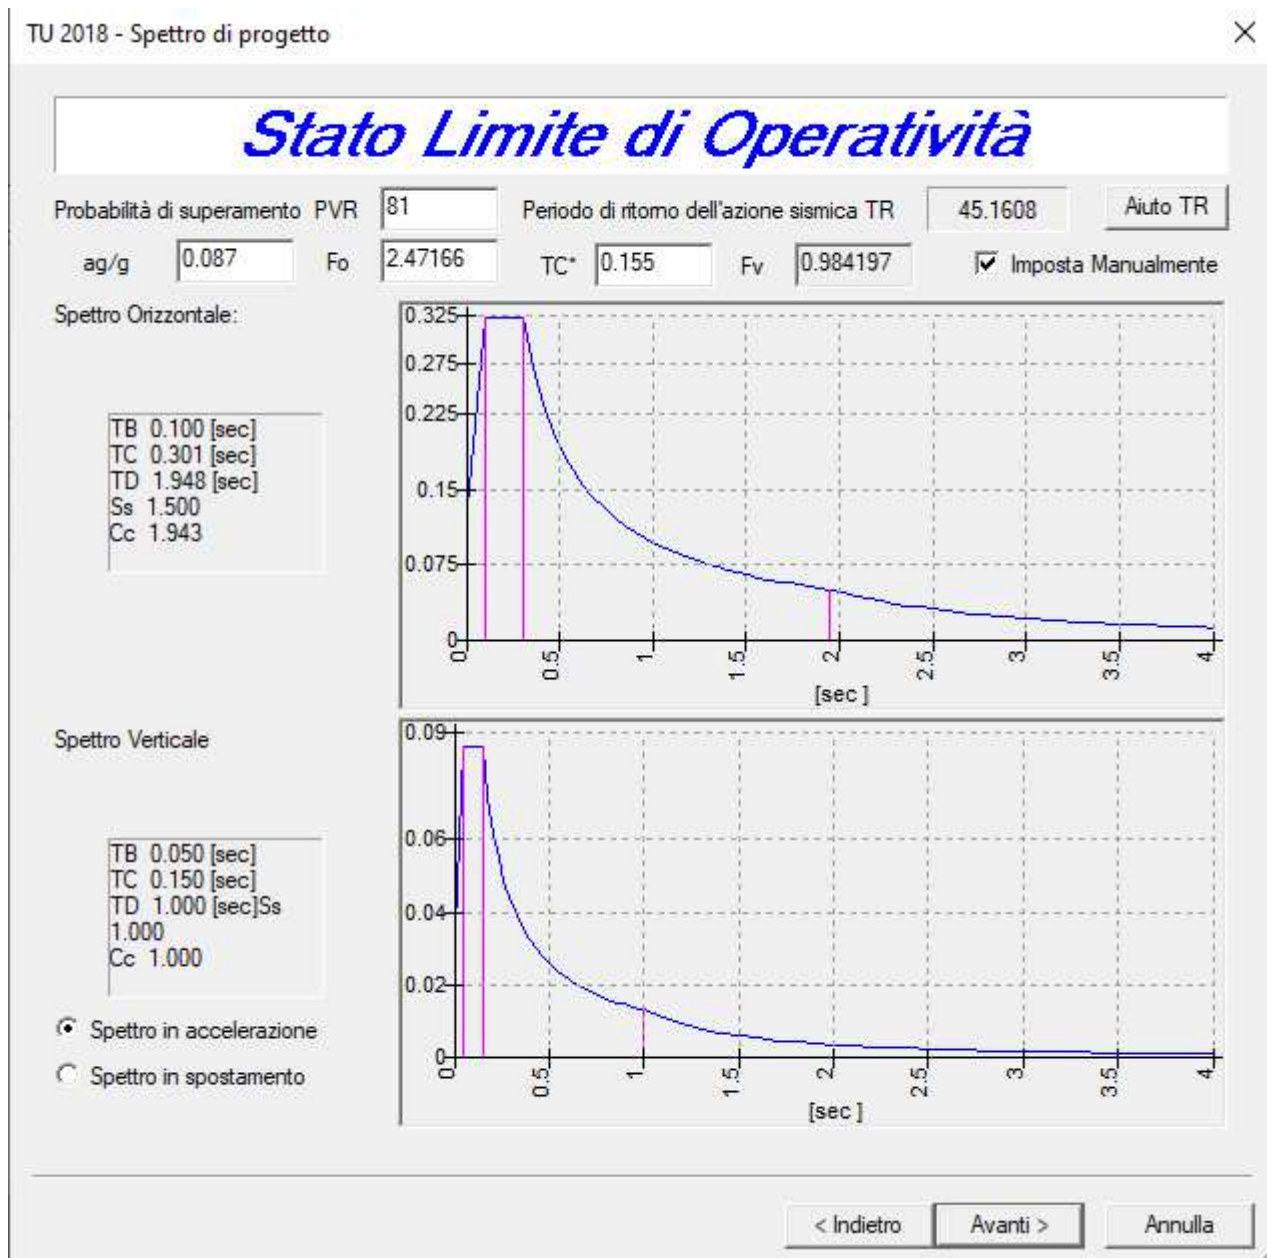 TU 2018 - Spettro di progetto
Stato Limite di Operatività
Probabilità di superamento PVR 81 Periodo di ritorno dell'azione sismica TR 45.1608 Aiuto TR
ag/g 0.087 Fo 2.47166 TC* 0.155 Fv 0.984197 Imposta Manualmente
Spettro Orizzontale:
TB 0.100 [sec]
TC 0.301 [sec]
TD 1.948 [sec]
Ss 1.500
Cc 1.943
0.325
0.275
0.225
0.15
0.075
0
0 0.5 1 1.5 2 2.5 3 3.5 4
[sec ]
Spettro Verticale
TB 0.050 [sec]
TC 0.150 [sec]
TD 1.000 [sec]Ss
1.000
Cc 1.000
Spettro in accelerazione
Spettro in spostamento
0.09
0.06
0.04
0.02
0
0 0.5 1 1.5 2 2.5 3 3.5 4
[sec ]
< Indietro Avanti > Annulla